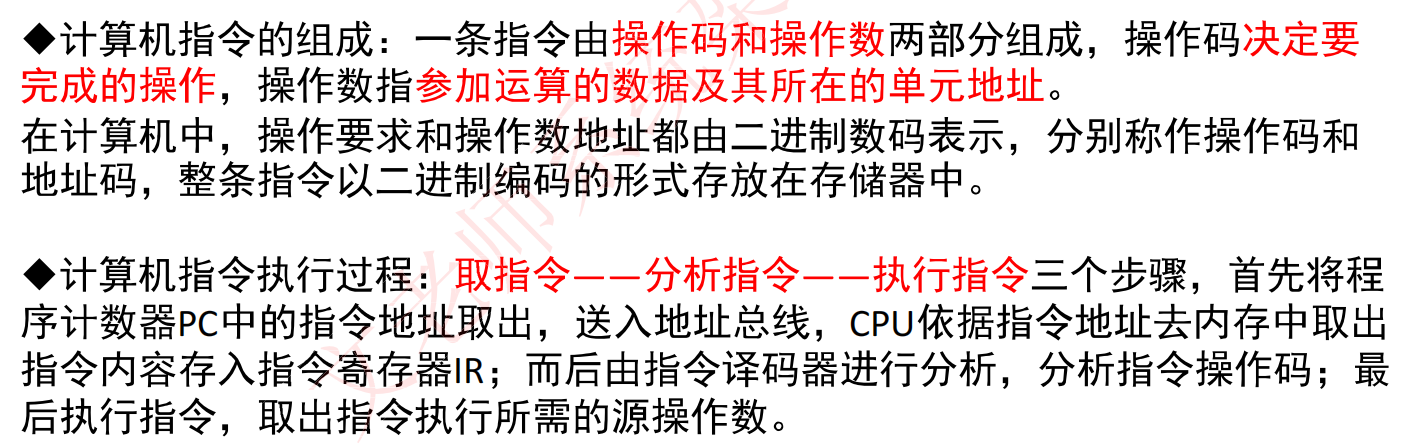 ◆计算机指令的组成：一条指令由操作码和操作数两部分组成，操作码决定要
完成的操作，操作数指参加运算的数据及其所在的单元地址。
在计算机中，操作要求和操作数地址都由二进制数码表示，分别称作操作码和
地址码，整条指令以二进制编码的形式存放在存储器中。
◆计算机指令执行过程：取指令——分析指令——执行指令三个步骤，首先将程
序计数器PC中的指令地址取出，送入地址总线，CPU依据指令地址去内存中取出
指令内容存入指令寄存器IR；而后由指令译码器进行分析，分析指令操作码；最
后执行指令，取出指令执行所需的源操作数。
文老师系统架